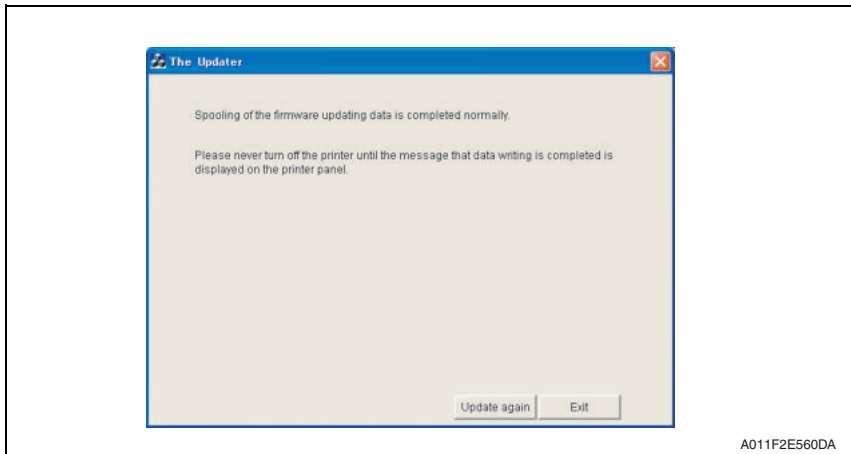 The Updater
Spooling of the firmware updating data is completed normally.
Please never turn off the printer until the message that data writing is completed is
displayed on the printer panel.
Update again Exit
A011F2E560DA